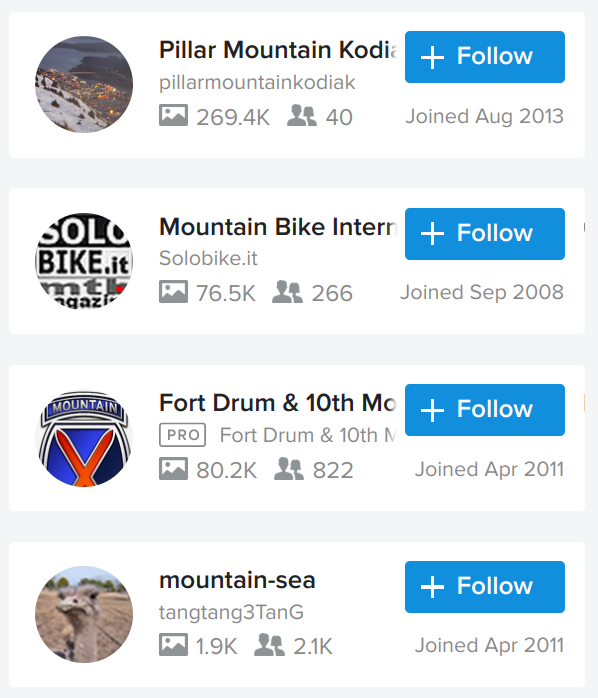 Pillar Mountain Kodia
+ Follow
pillarmountainkodiak
269.4K 40 Joined Aug 2013
SOLO
BIKE.it
mtb
magazi
Mountain Bike Intern
+ Follow
Solobike.it
76.5K 266 Joined Sep 2008
MOUNTAIN
Fort Drum & 10th Mo
+ Follow
PRO Fort Drum & 10th M
80.2K 822 Joined Apr 2011
mountain-sea
+ Follow
tangtang3TanG
1.9K 2.1K Joined Apr 2011